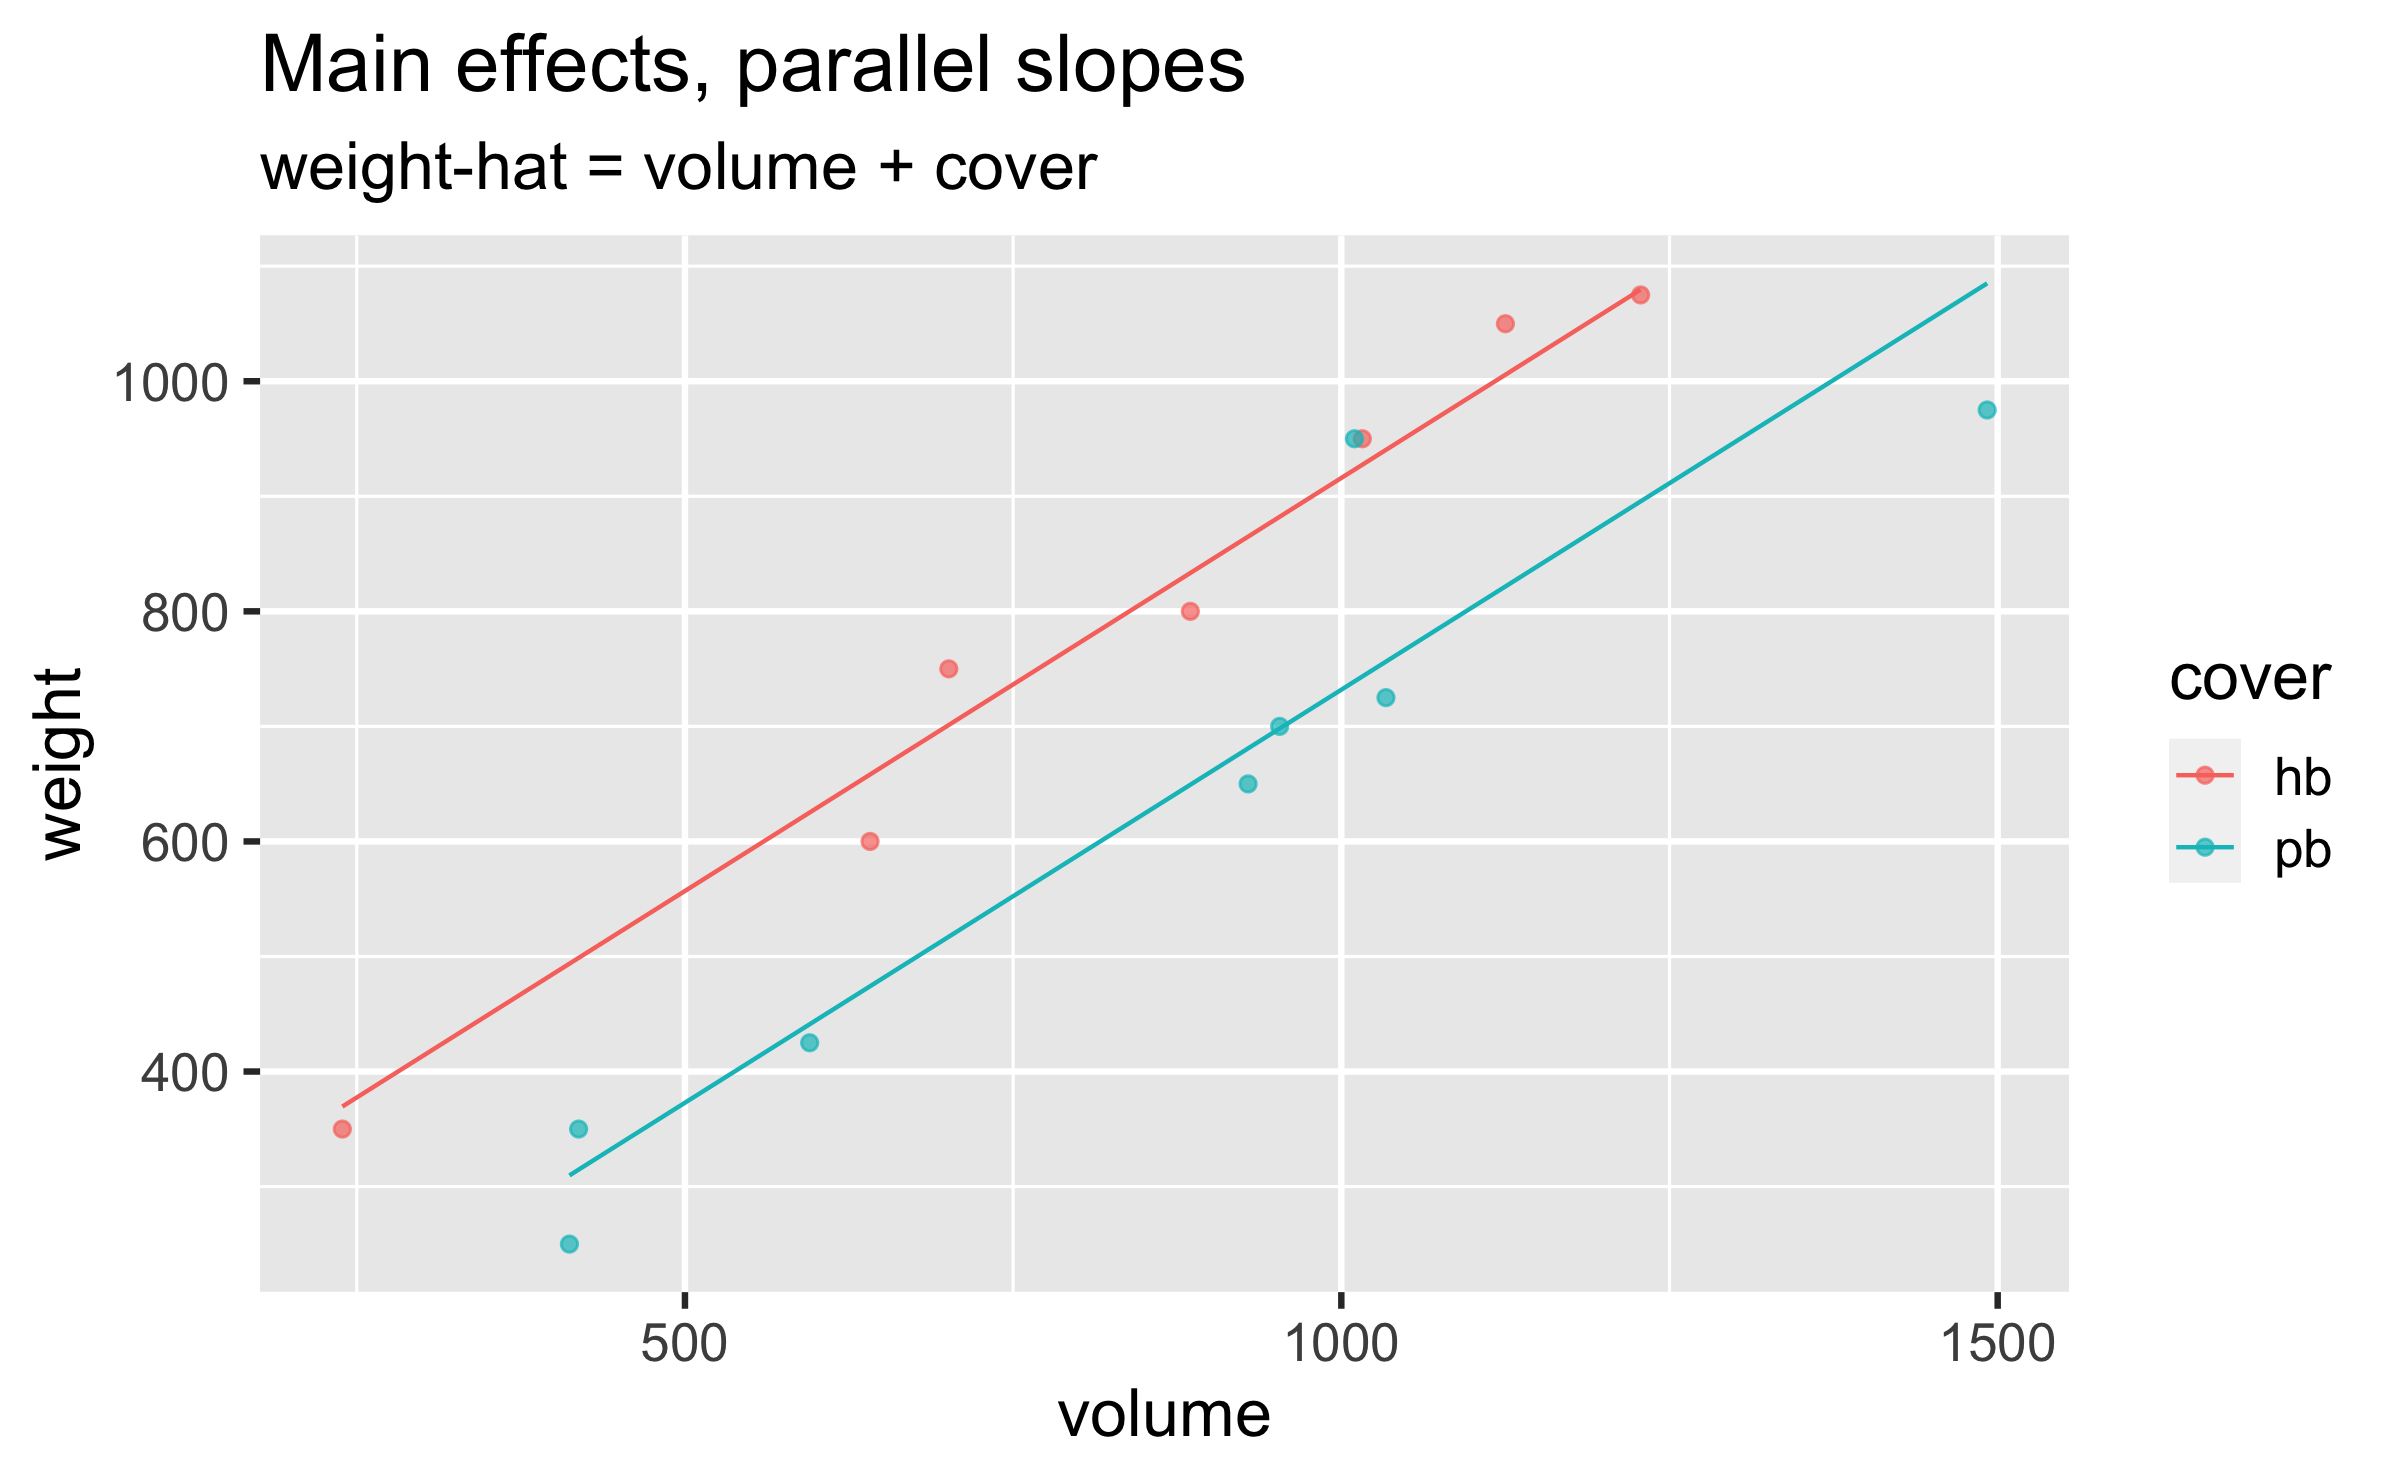 Main effects, parallel slopes
weight-hat = volume + cover
1000
800
600
400
weight
500
1000
1500
volume
cover
hb
pb